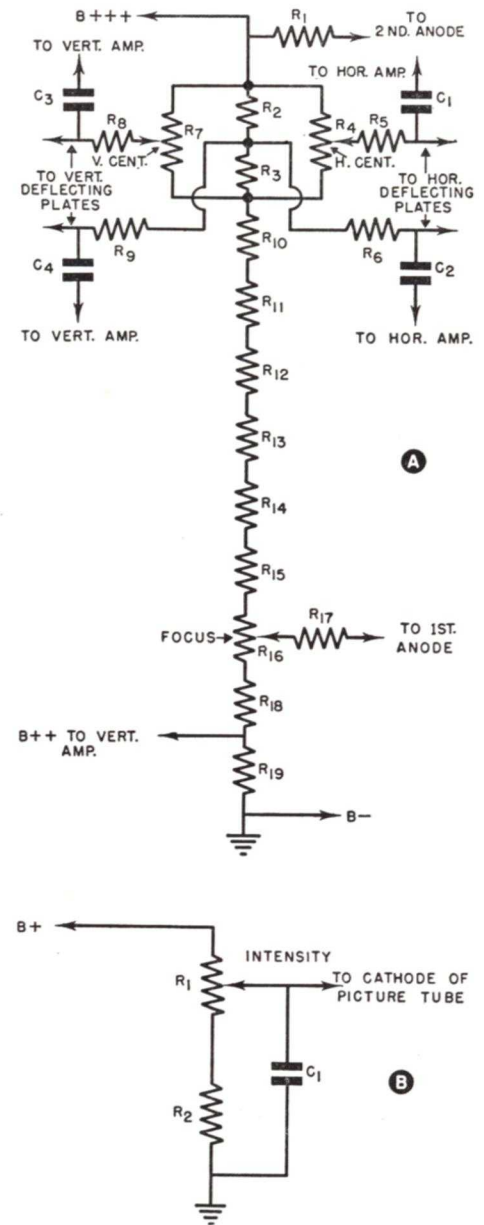 B+++
R1
TO
2ND. ANODE
TO VERT. AMP.
TO HOR. AMP.
C3
R8
R7
R2
R4
R5
C1
V. CENT.
H. CENT.
TO VERT.
DEFLECTING
PLATES
R3
TO HOR.
DEFLECTING
PLATES
R9
R10
R6
C4
C2
TO VERT. AMP.
TO HOR. AMP.
R11
R12
R13
A
R14
R15
FOCUS
R16
R17
TO 1ST.
ANODE
R18
B++ TO VERT.
AMP.
R19
B-
B+
R1
INTENSITY
TO CATHODE OF
PICTURE TUBE
C1
B
R2